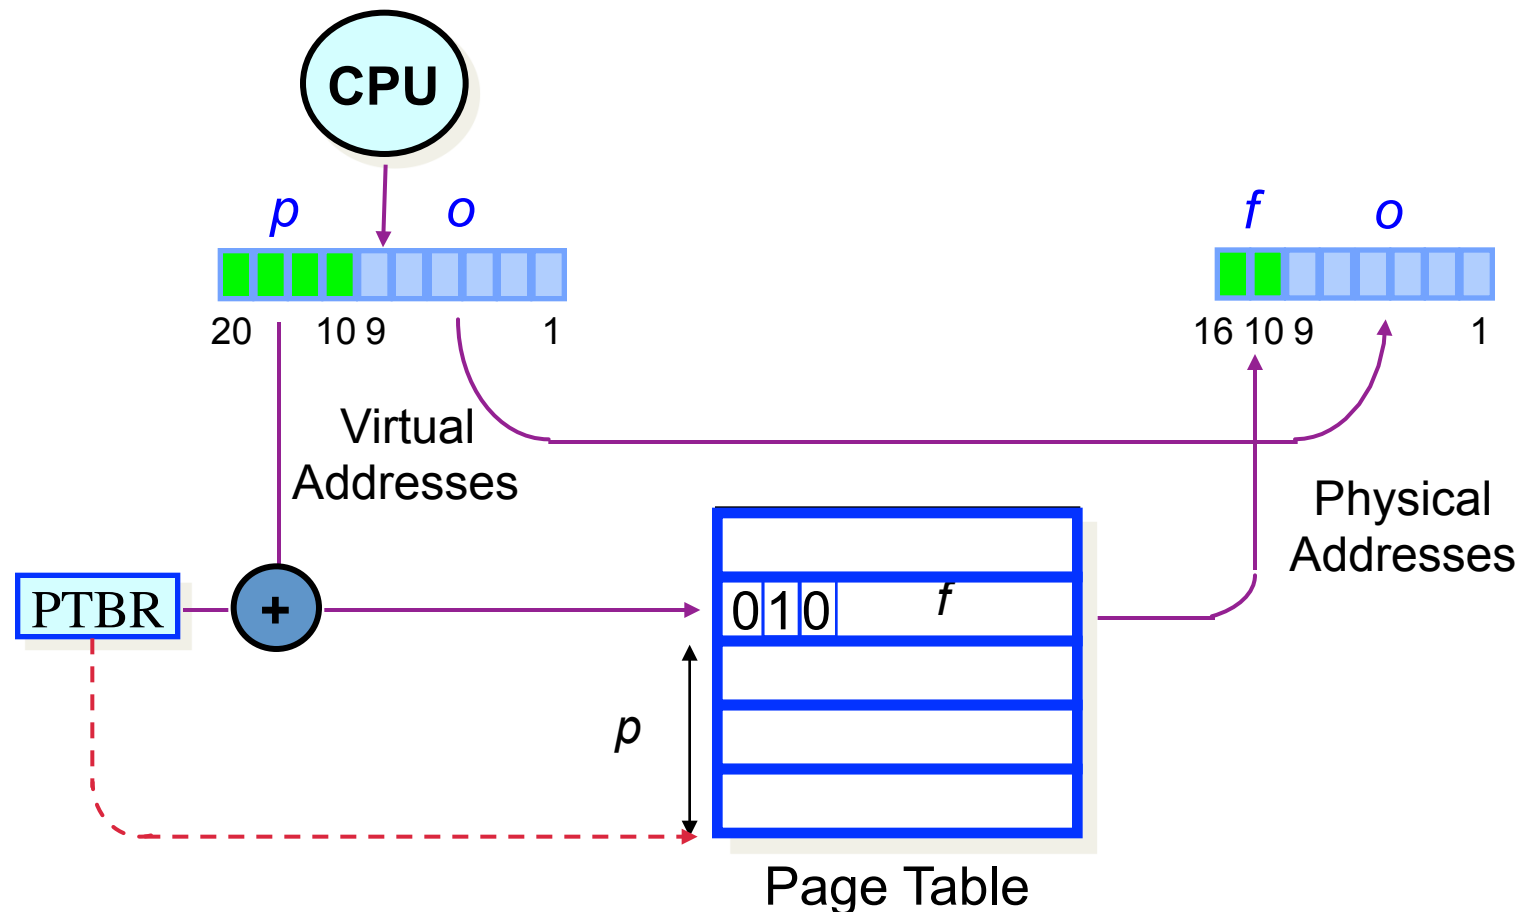 CPU
p o
f o
20 10 9 1
16 10 9 1
Virtual
Addresses
Physical
Addresses
PTBR
+
0 1 0 f
p
Page Table